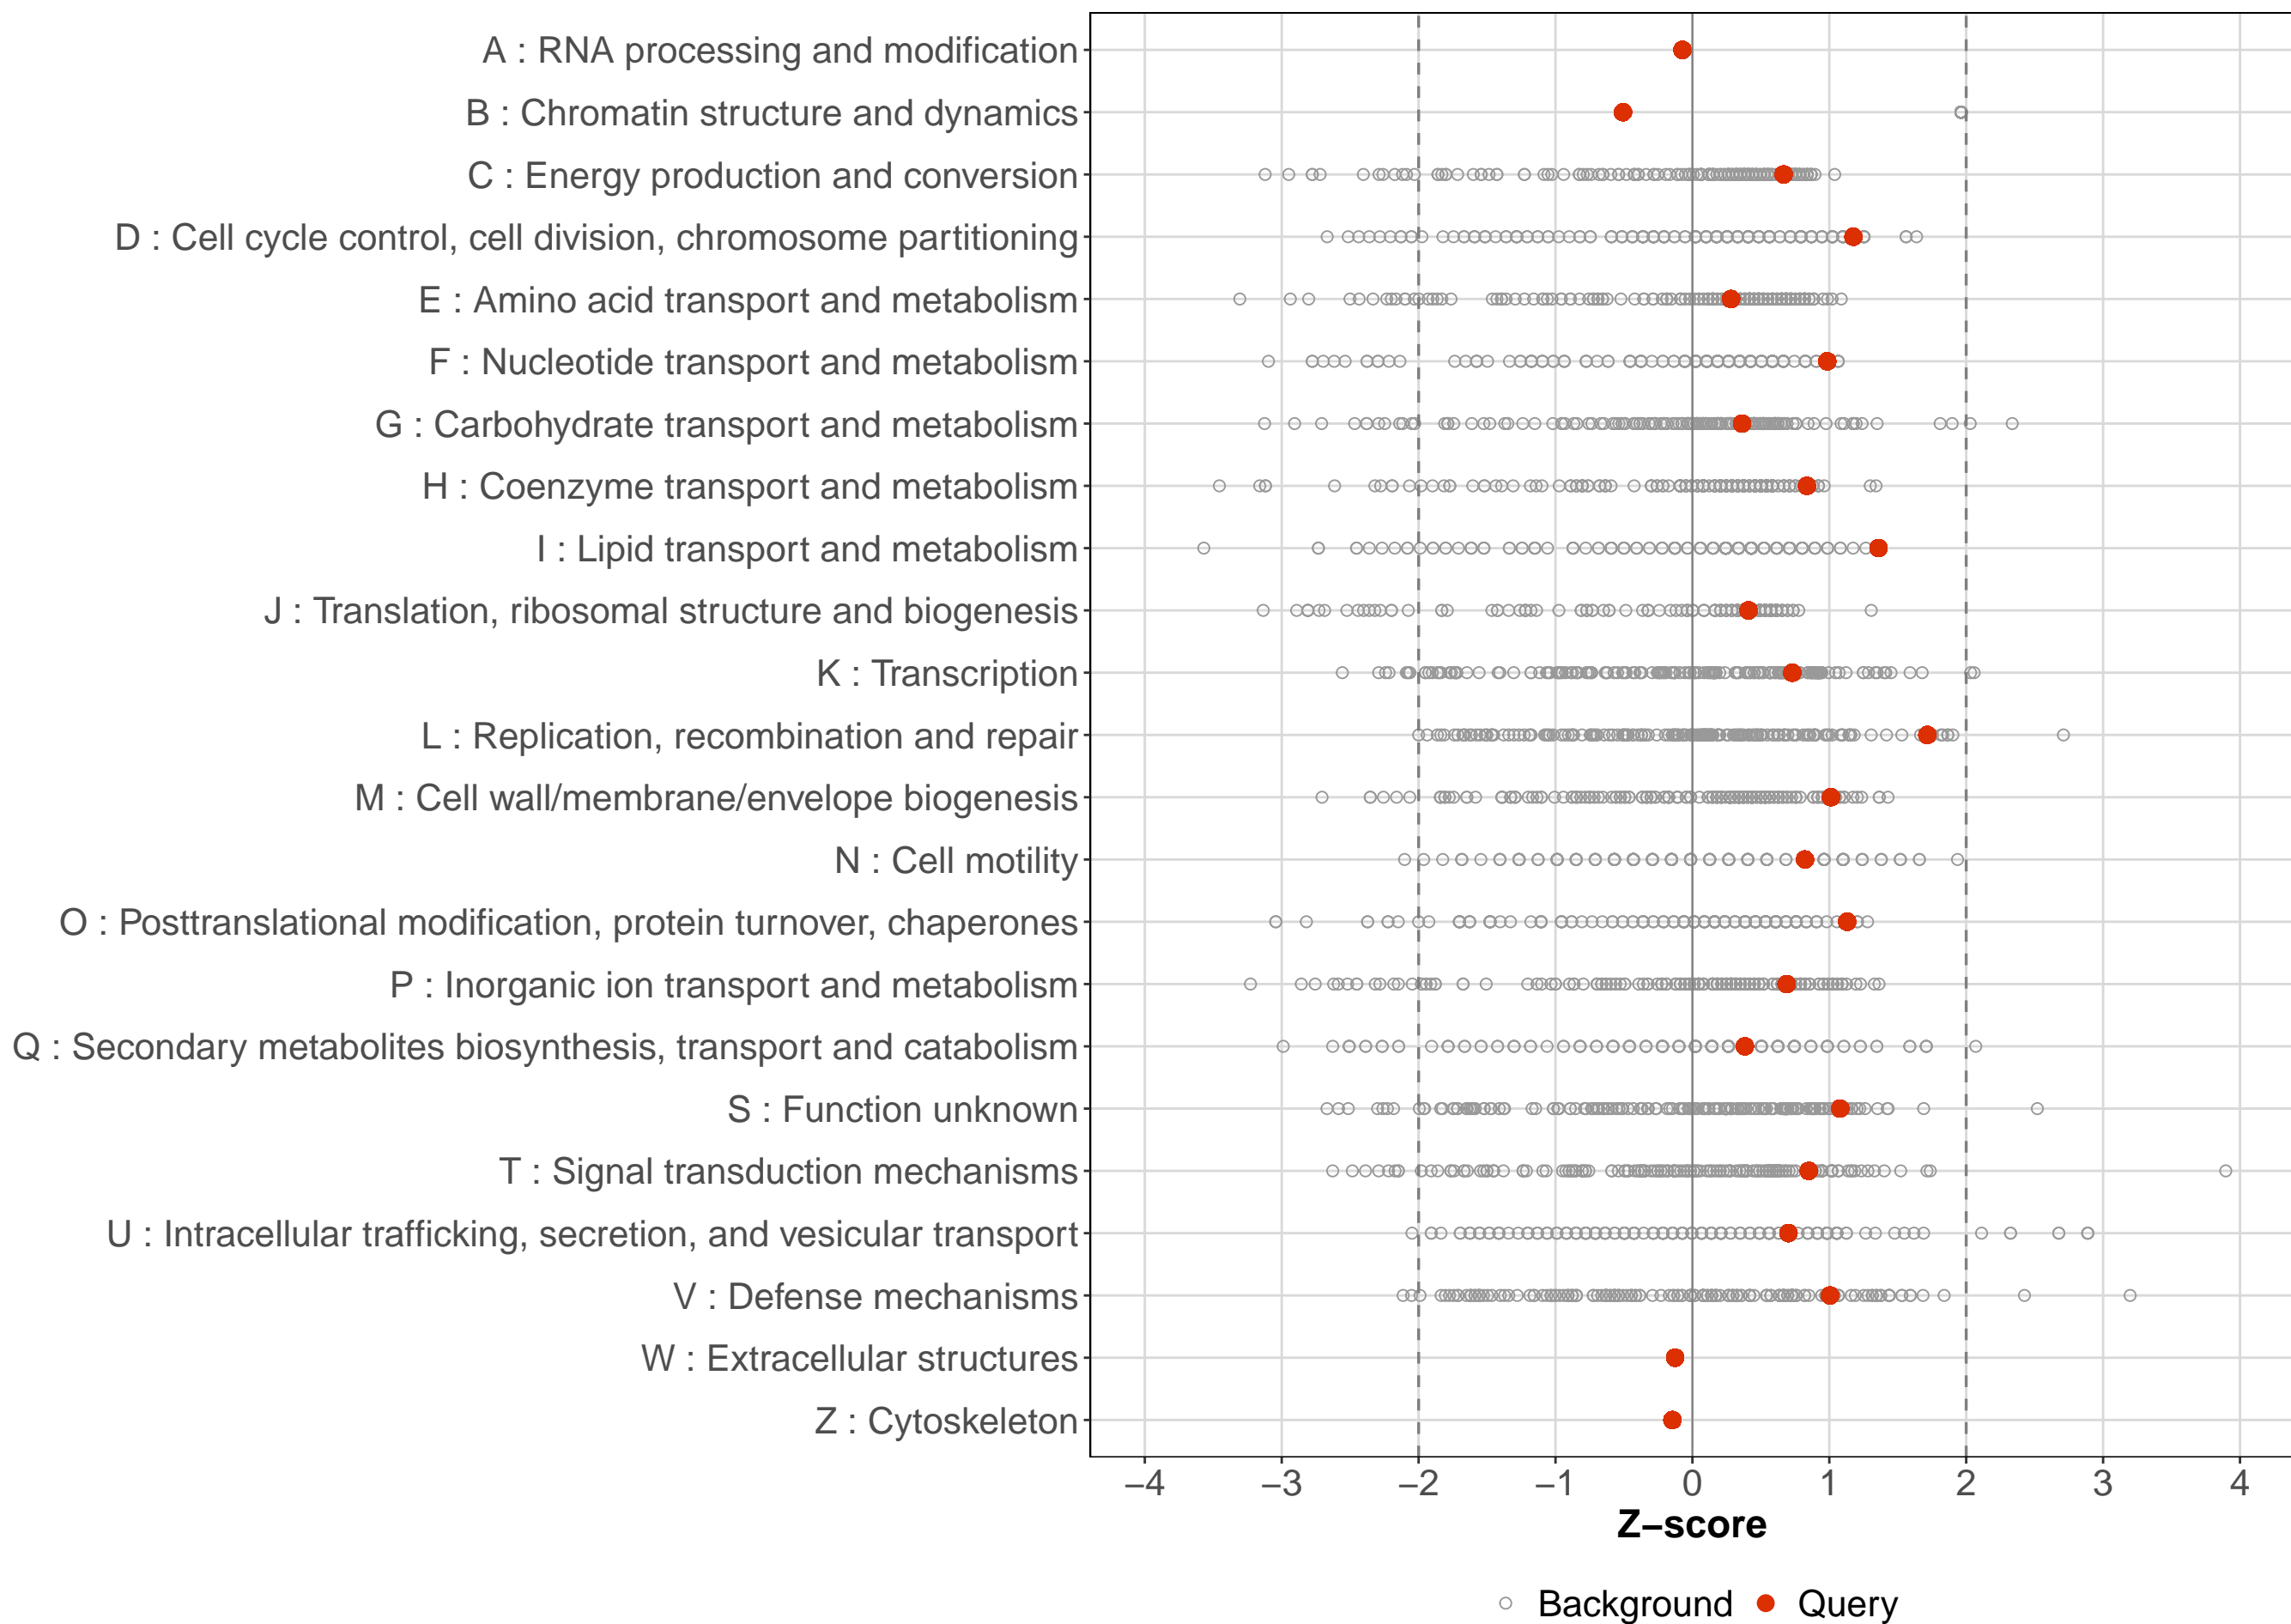 A : RNA processing and modification
B : Chromatin structure and dynamics
C : Energy production and conversion
D : Cell cycle control, cell division, chromosome partitioning
E : Amino acid transport and metabolism
F : Nucleotide transport and metabolism
G : Carbohydrate transport and metabolism
H : Coenzyme transport and metabolism
I : Lipid transport and metabolism
J : Translation, ribosomal structure and biogenesis
K : Transcription
L : Replication, recombination and repair
M : Cell wall/membrane/envelope biogenesis
N : Cell motility
O : Posttranslational modification, protein turnover, chaperones
P : Inorganic ion transport and metabolism
Q : Secondary metabolites biosynthesis, transport and catabolism
S : Function unknown
T : Signal transduction mechanisms
U : Intracellular trafficking, secretion, and vesicular transport
V : Defense mechanisms
W : Extracellular structures
Z : Cytoskeleton
−4 −3 −2 −1 0 1 2 3 4
Z−score
Background Query